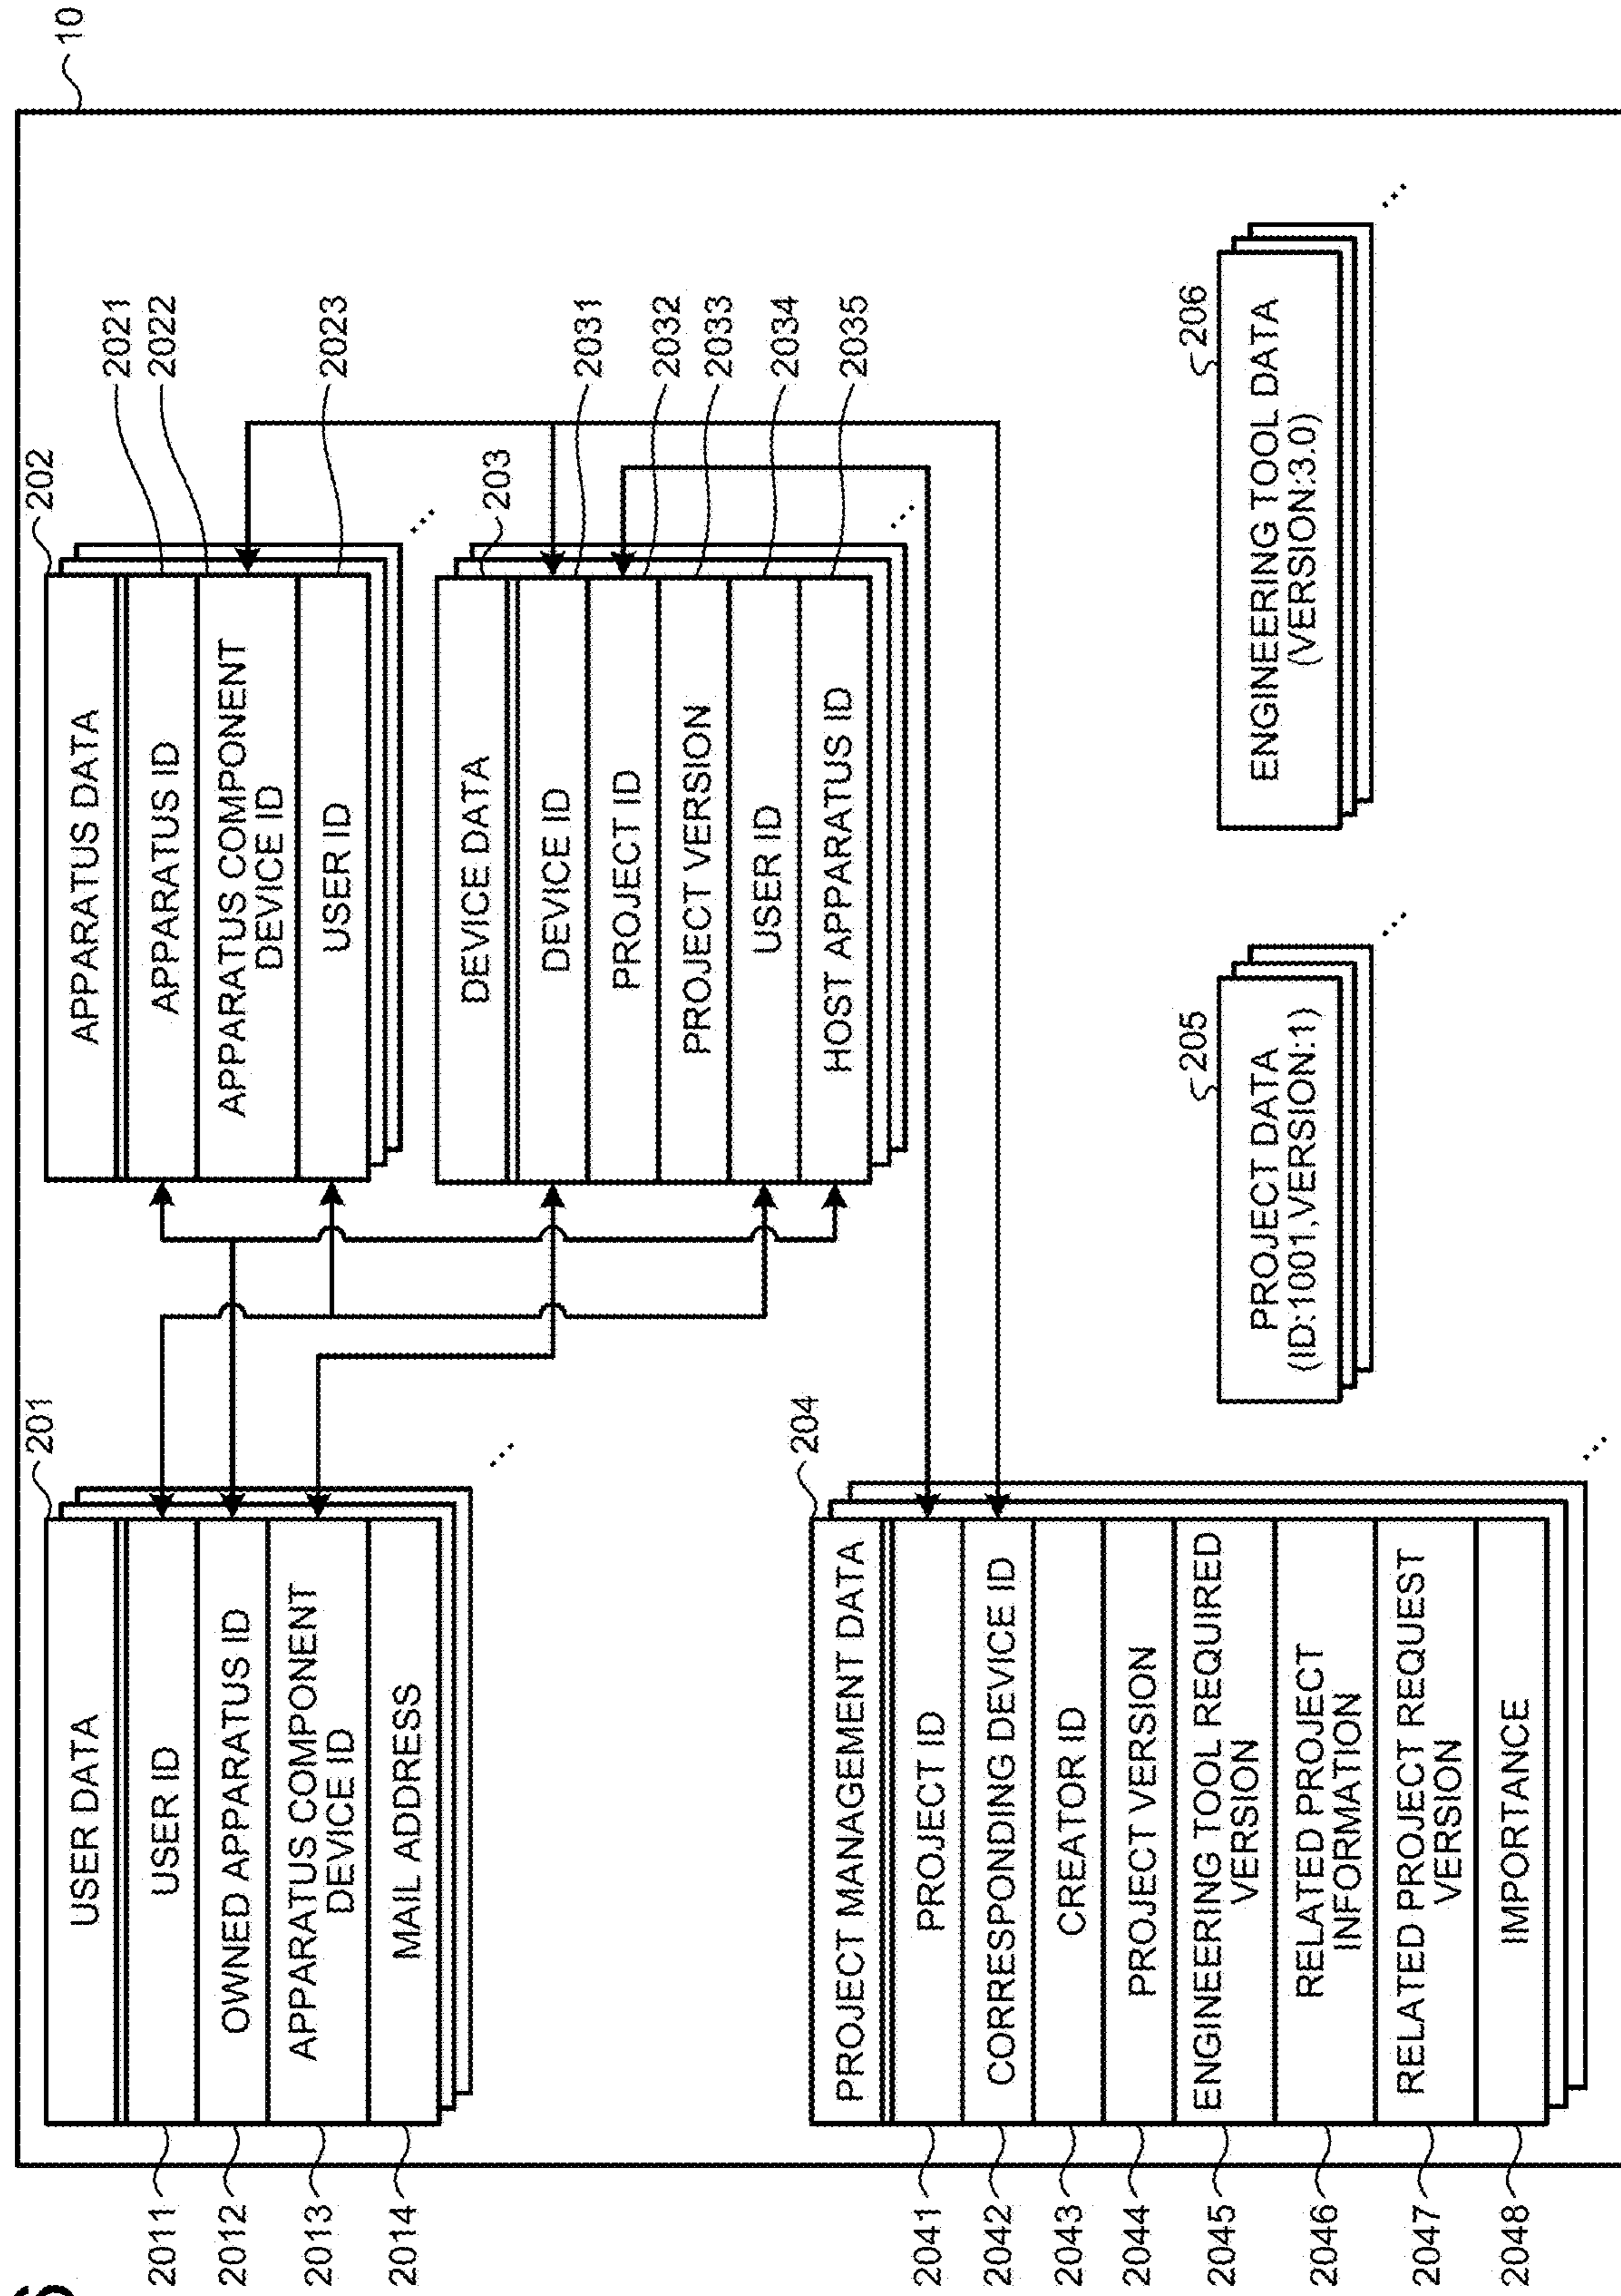 10
201
USER DATA
2011
USER ID
2012
OWNED APPARATUS ID
2013
APPARATUS COMPONENT
DEVICE ID
2014
MAIL ADDRESS
202
APPARATUS DATA
APPARATUS ID
2021
APPARATUS COMPONENT
DEVICE ID
2022
USER ID
2023
203
DEVICE DATA
DEVICE ID
2031
PROJECT ID
2032
PROJECT VERSION
2033
USER ID
2034
HOST APPARATUS ID
2035
204
PROJECT MANAGEMENT DATA
2041
PROJECT ID
2042
CORRESPONDING DEVICE ID
2043
CREATOR ID
2044
PROJECT VERSION
2045
ENGINEERING TOOL REQUIRED
VERSION
2046
RELATED PROJECT
INFORMATION
2047
RELATED PROJECT REQUEST
VERSION
2048
IMPORTANCE
205
PROJECT DATA
(ID:1001,VERSION:1)
206
ENGINEERING TOOL DATA
(VERSION:3.0)